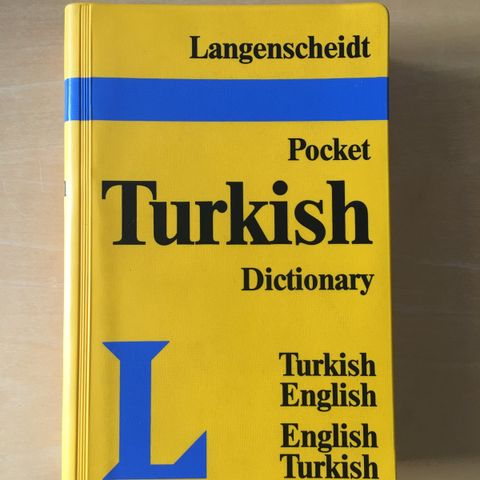 Langenscheidt
Pocket
Turkish
Dictionary
L
Turkish
English
English
Turkish